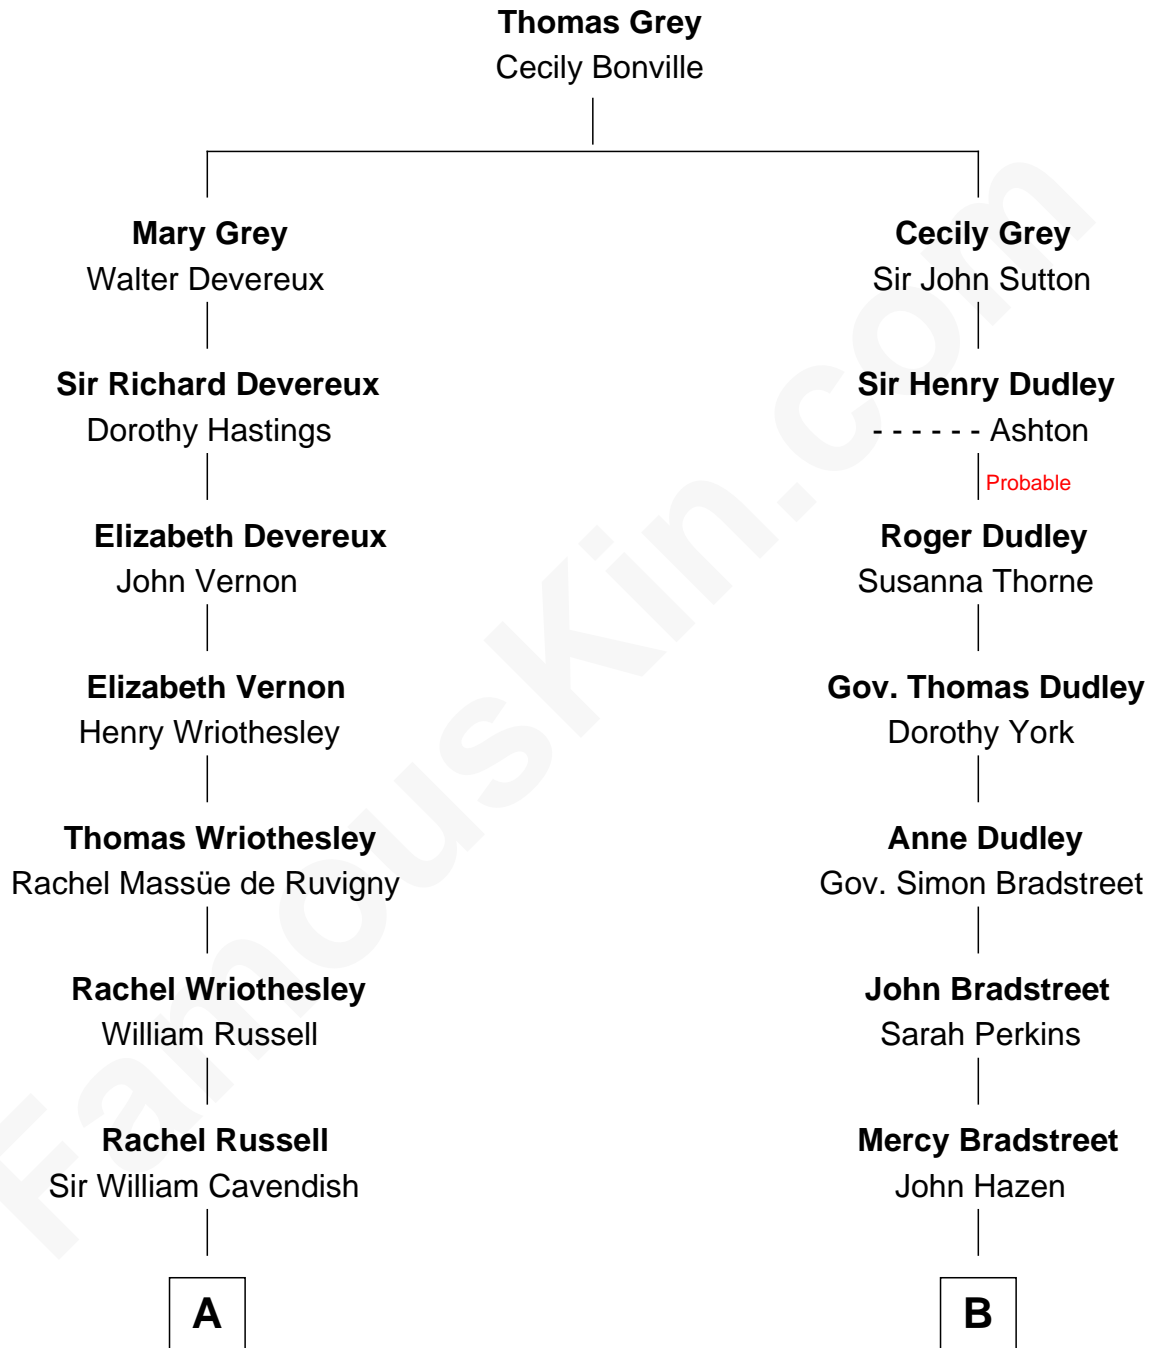 Thomas Grey
Cecily Bonville
Mary Grey
Walter Devereux
Cecily Grey
Sir John Sutton
Sir Richard Devereux
Dorothy Hastings
Sir Henry Dudley
- - - - - - Ashton
Probable
Elizabeth Devereux
John Vernon
Roger Dudley
Susanna Thorne
Elizabeth Vernon
Henry Wriothesley
Gov. Thomas Dudley
Dorothy York
Thomas Wriothesley
Rachel Massüe de Ruvigny
Anne Dudley
Gov. Simon Bradstreet
Rachel Wriothesley
William Russell
John Bradstreet
Sarah Perkins
Rachel Russell
Sir William Cavendish
Mercy Bradstreet
John Hazen
A
B
FamousKin.com